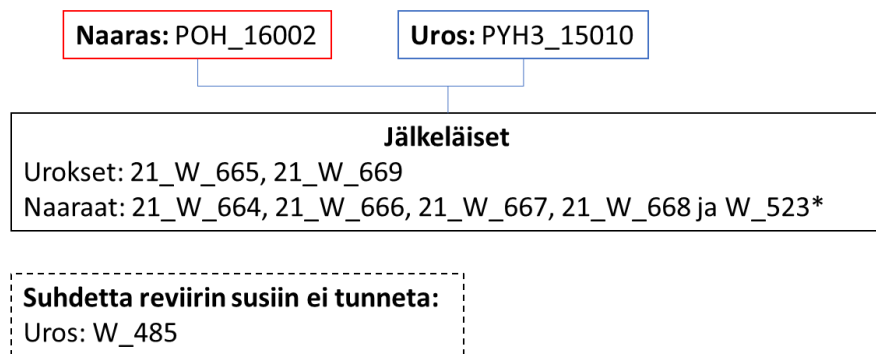 Naaras: POH_16002
Uros: PYH3_15010
Jälkeläiset
Urokset: 21_W_665, 21_W_669
Naaraat: 21_W_664, 21_W_666, 21_W_667, 21_W_668 ja W_523*
Suhdetta reviirin susiin ei tunneta:
Uros: W_485